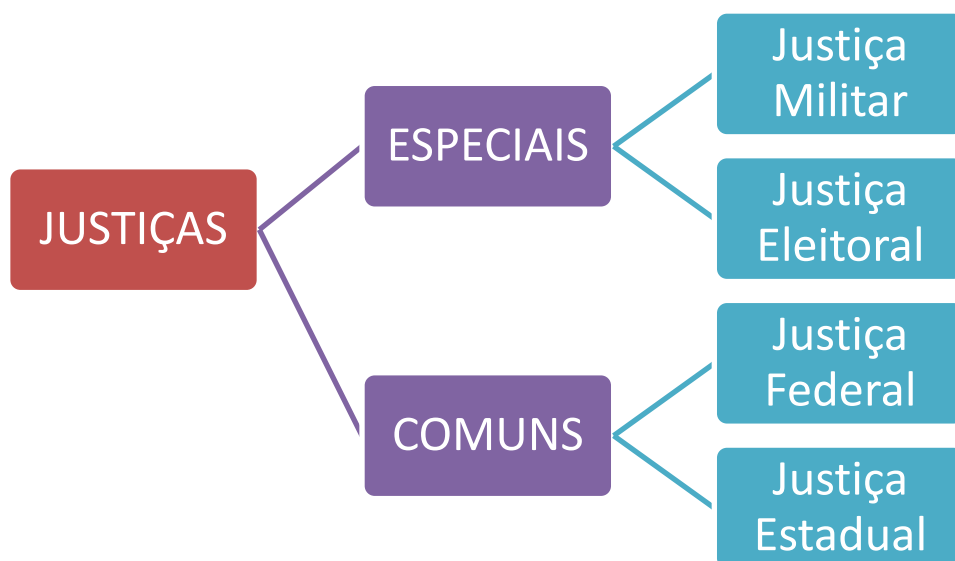 JUSTIÇAS
ESPECIAIS
Justiça
Militar
Justiça
Eleitoral
COMUNS
Justiça
Federal
Justiça
Estadual